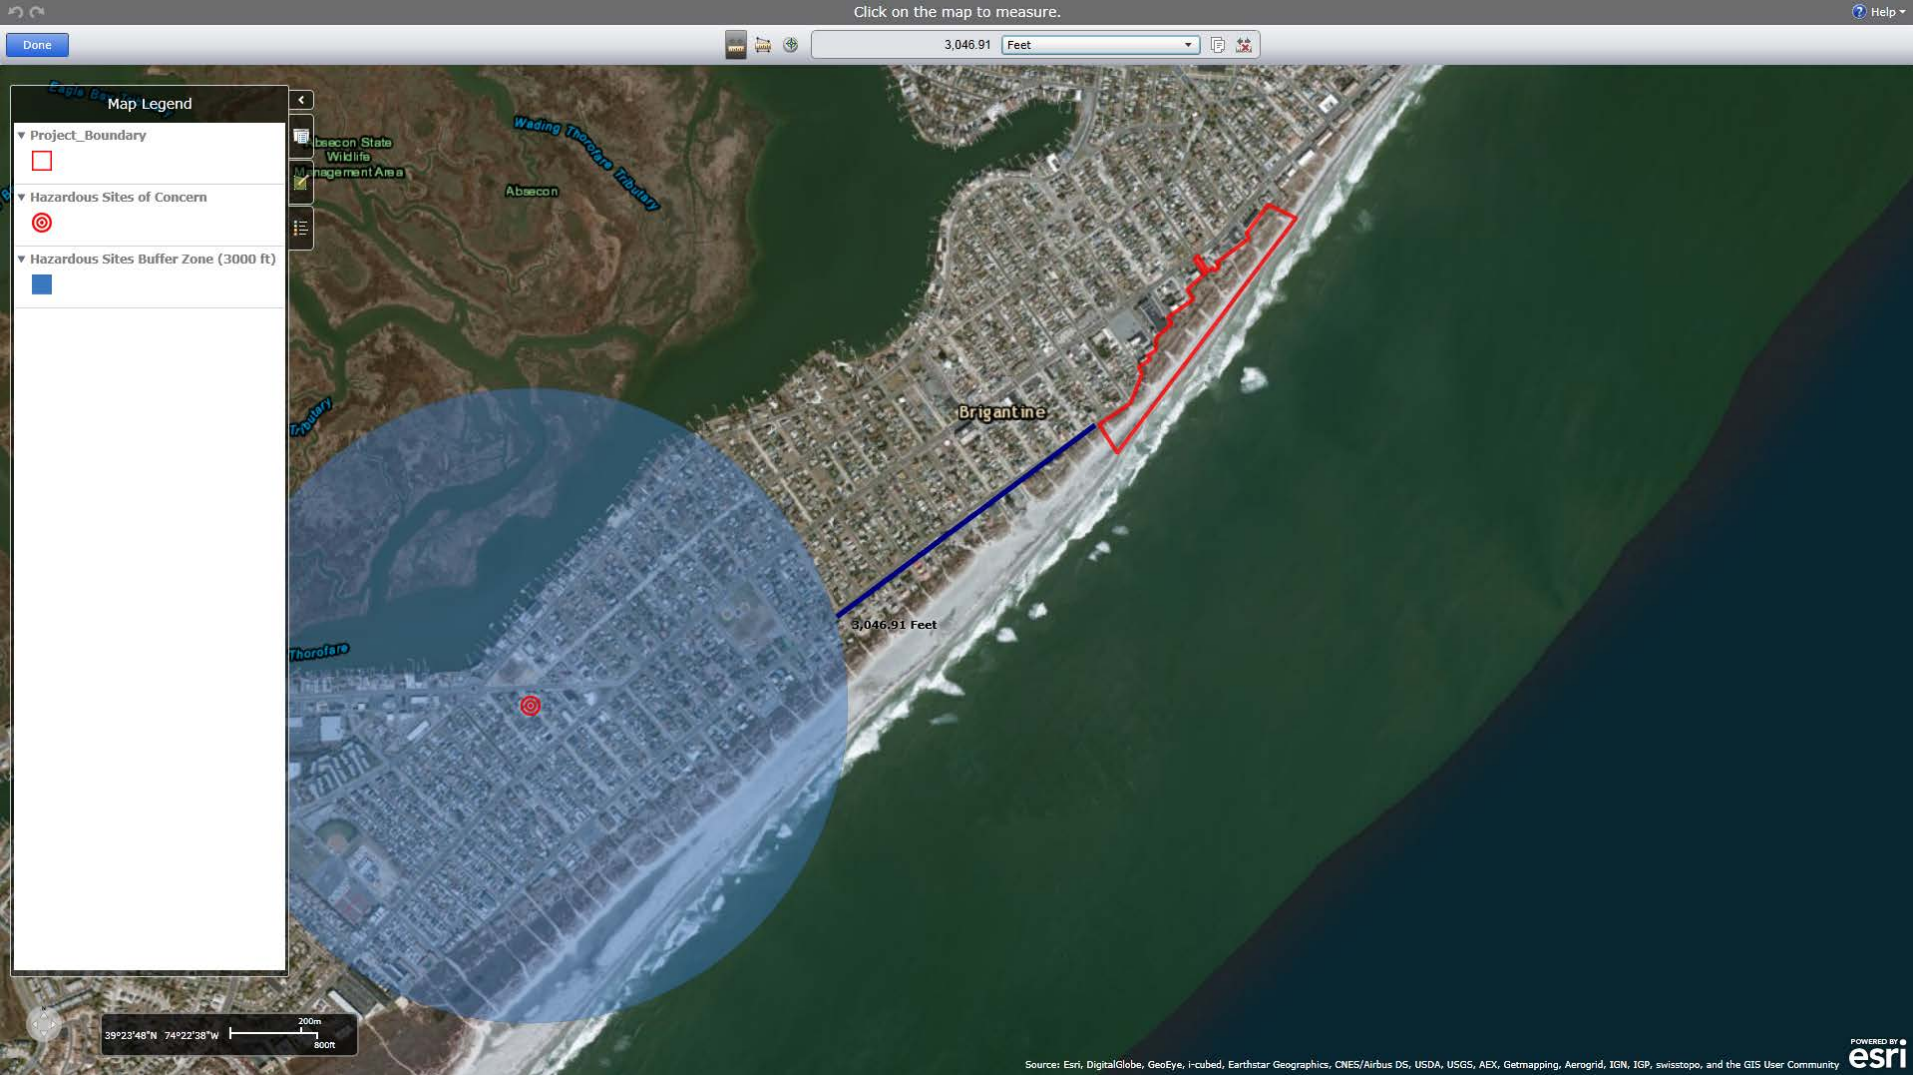 Click on the map to measure.
Help
Done
3,046.91
Feet
Map Legend
Project_Boundary
Hazardous Sites of Concern
Hazardous Sites Buffer Zone (3000 ft)
Absecon State
Wildlife
Management Area
Absecon
Wading Thorofare Tributary
Tributary
Brigantine
3,046.91 Feet
Thorofare
39°23'48"N 74°22'38"W
200m
800ft
Source: Esri, DigitalGlobe, GeoEye, i-cubed, Earthstar Geographics, CNES/Airbus DS, USDA, USGS, AEX, Getmapping, Aerogrid, IGN, IGP, swisstopo, and the GIS User Community
POWERED BY
esri